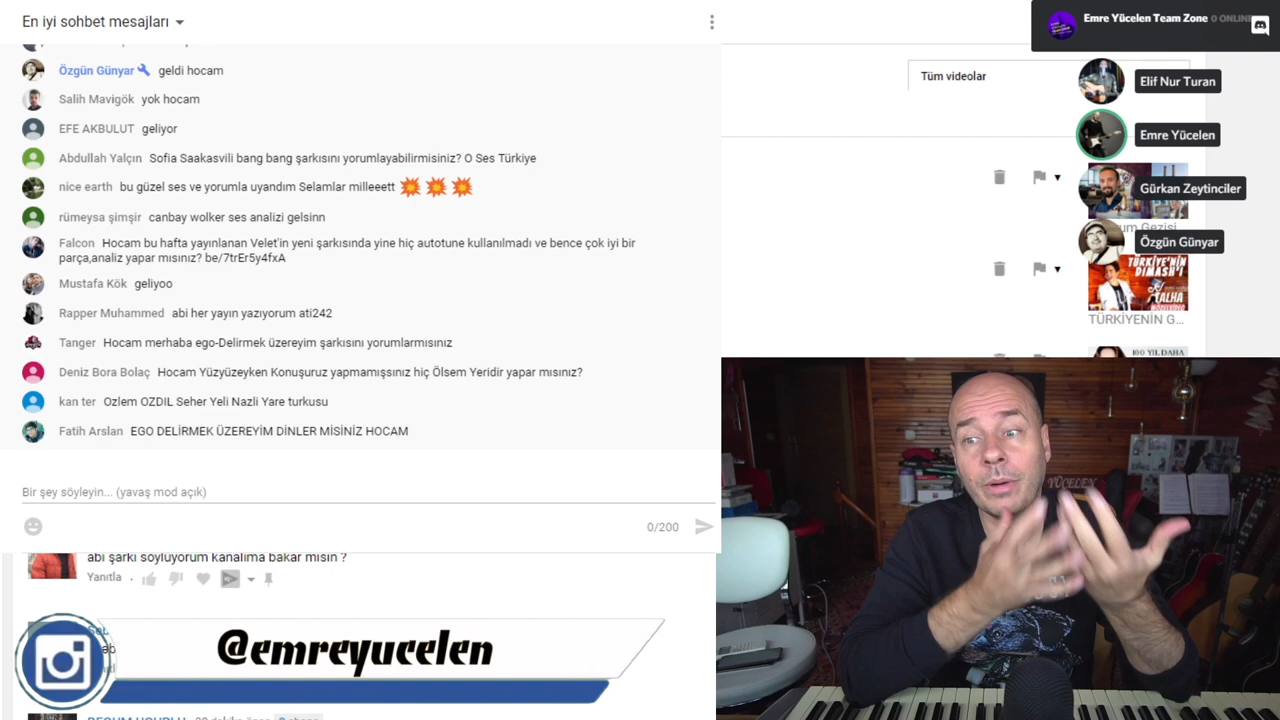 En iyi sohbet mesajları
Özgün Günyar geldi hocam
Salih Mavigök yok hocam
EFE AKBULUT geliyor
Abdullah Yalçın Sofia Saakasvili bang bang şarkısını yorumlayabilirmisiniz? O Ses Türkiye
nice earth bu güzel ses ve yorumla uyandım Selamlar milleeett
rümeysa şimşir canbay wolker ses analizi gelsinn
Falcon Hocam bu hafta yayınlanan Velet'in yeni şarkısında yine hiç autotune kullanılmadı ve bence çok iyi bir
parça,analiz yapar mısınız? be/7trEr5y4fxA
Mustafa Kök geliyoo
Rapper Muhammed abi her yayın yazıyorum ati242
Tanger Hocam merhaba ego-Delirmek üzereyim şarkısını yorumlarmısınız
Deniz Bora Bolaç Hocam Yüzyüzeyken Konuşuruz yapmamışsınız hiç Ölsem Yeridir yapar mısınız?
kan ter Ozlem OZDIL Seher Yeli Nazli Yare turkusu
Fatih Arslan EGO DELİRMEK ÜZEREYİM DİNLER MİSİNİZ HOCAM
Bir şey söyleyin... (yavaş mod açık)
0/200
abi şarkı söylüyorum kanalıma bakar mısın ?
Yanıtla
@emreyucelen
Emre Yücelen Team Zone 0 ONLINE
Tüm videolar
Elif Nur Turan
Emre Yücelen
Gürkan Zeytinciler
Gezisi
Özgün Günyar
TÜRKİYE'NİN
DIMASH'I
TALHA
TÜRKİYENİN G...
100 YIL DAHA
YÜCELEN